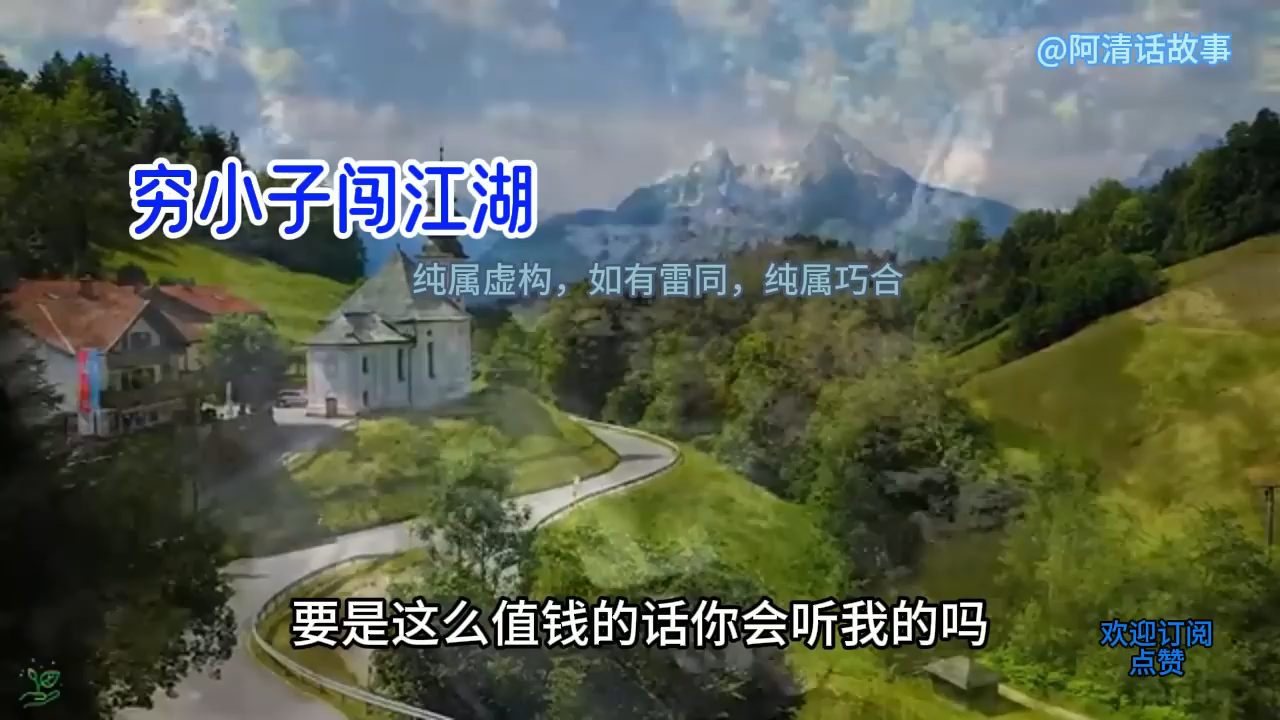 @阿清话故事
穷小子闯江湖
纯属虚构，如有雷同，纯属巧合
要是这么值钱的话你会听我的吗
欢迎订阅
点赞